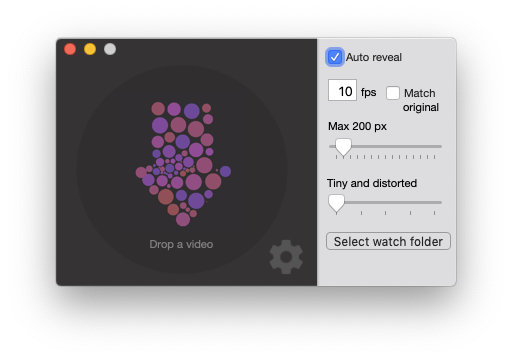 Auto reveal
10 fps
Match
original
Max 200 px
Tiny and distorted
Drop a video
Select watch folder